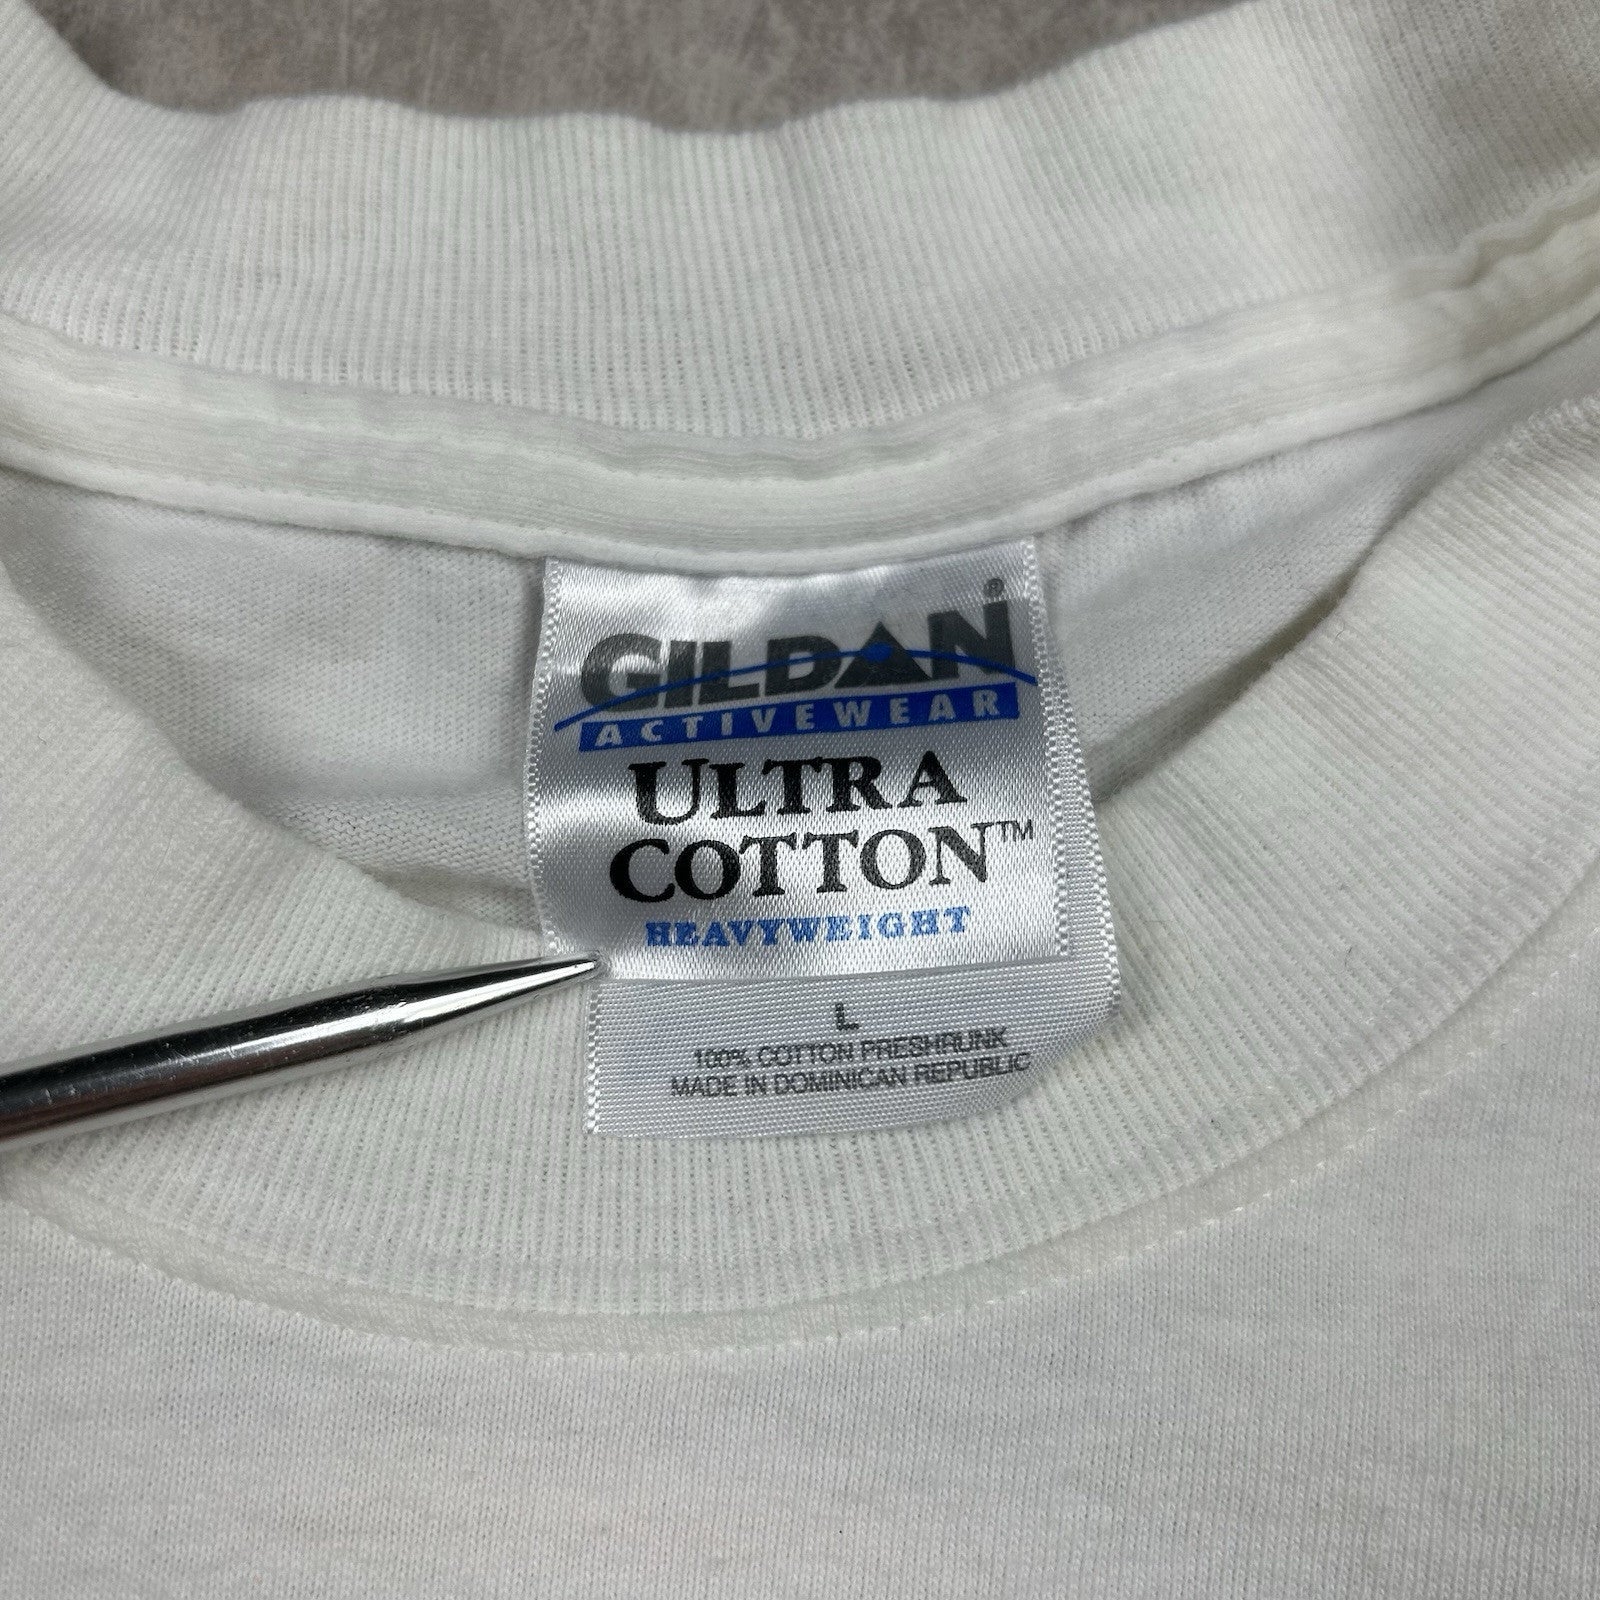 GILDAN®
ACTIVEWEAR
ULTRA
COTTON™
HEAVYWEIGHT
L
100% COTTON PRESHRUNK
MADE IN DOMINICAN REPUBLIC